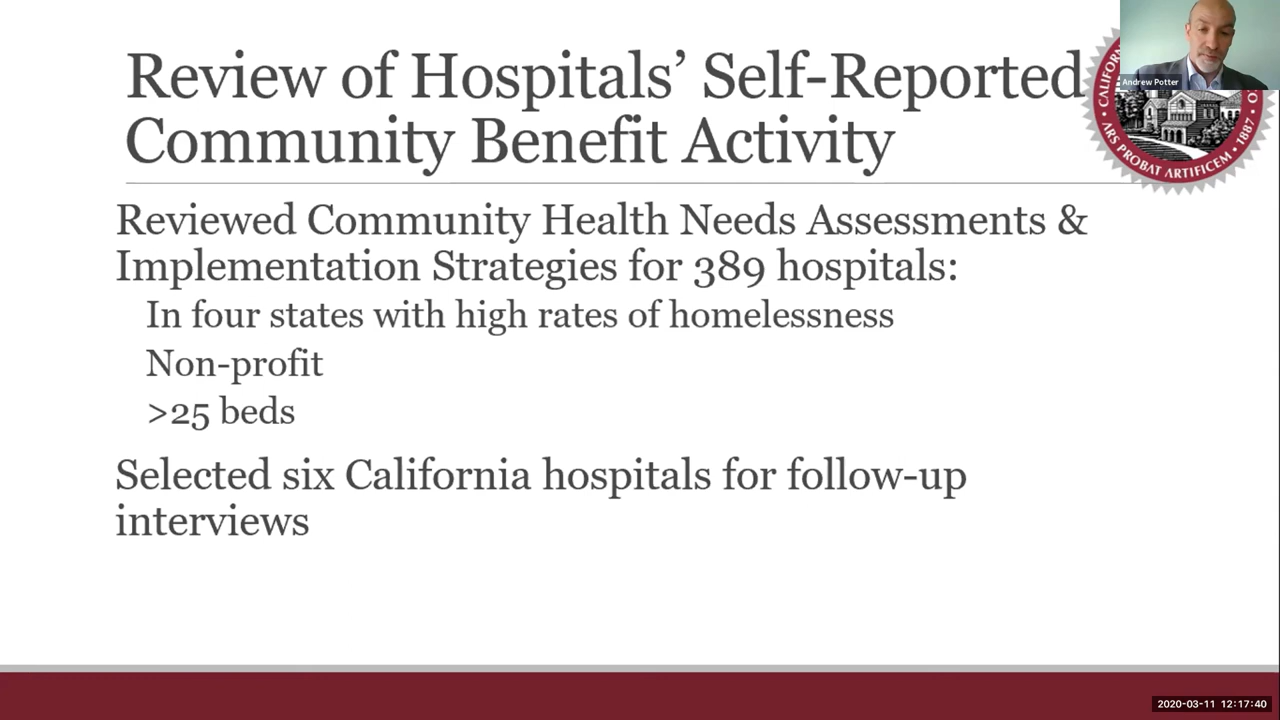 Review of Hospitals’ Self-Reported
Community Benefit Activity
Andrew Potter
CALIFOR
ARS PROBAT ARTIFICEM • 1887 • O
Reviewed Community Health Needs Assessments &
Implementation Strategies for 389 hospitals:
In four states with high rates of homelessness
Non-profit
>25 beds
Selected six California hospitals for follow-up
interviews
2020-03-11 12:17:40